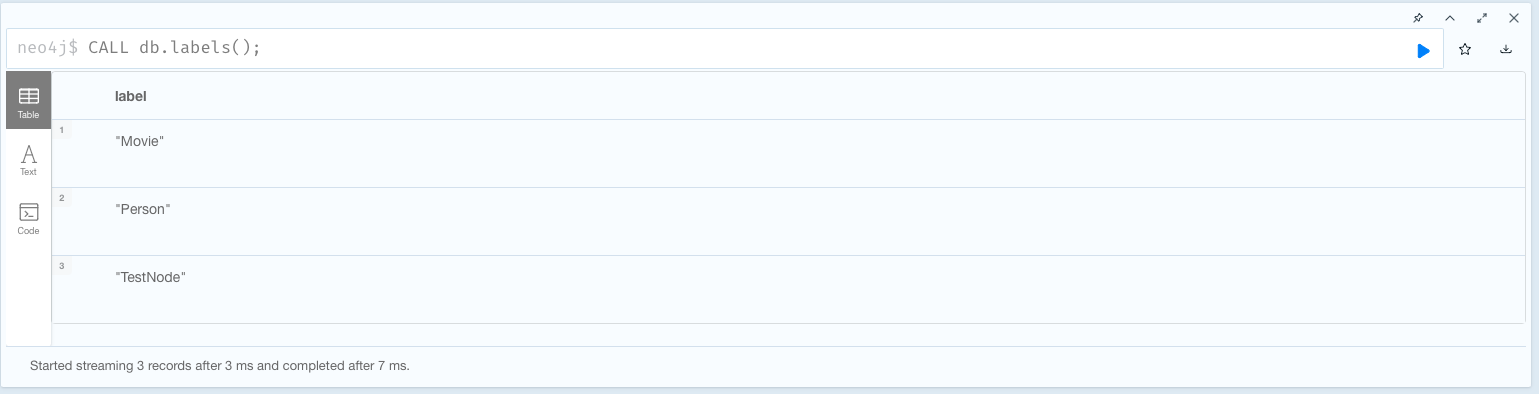 neo4j$ CALL db.labels();
Table
Text
Code
label
1
"Movie"
2
"Person"
3
"TestNode"
Started streaming 3 records after 3 ms and completed after 7 ms.